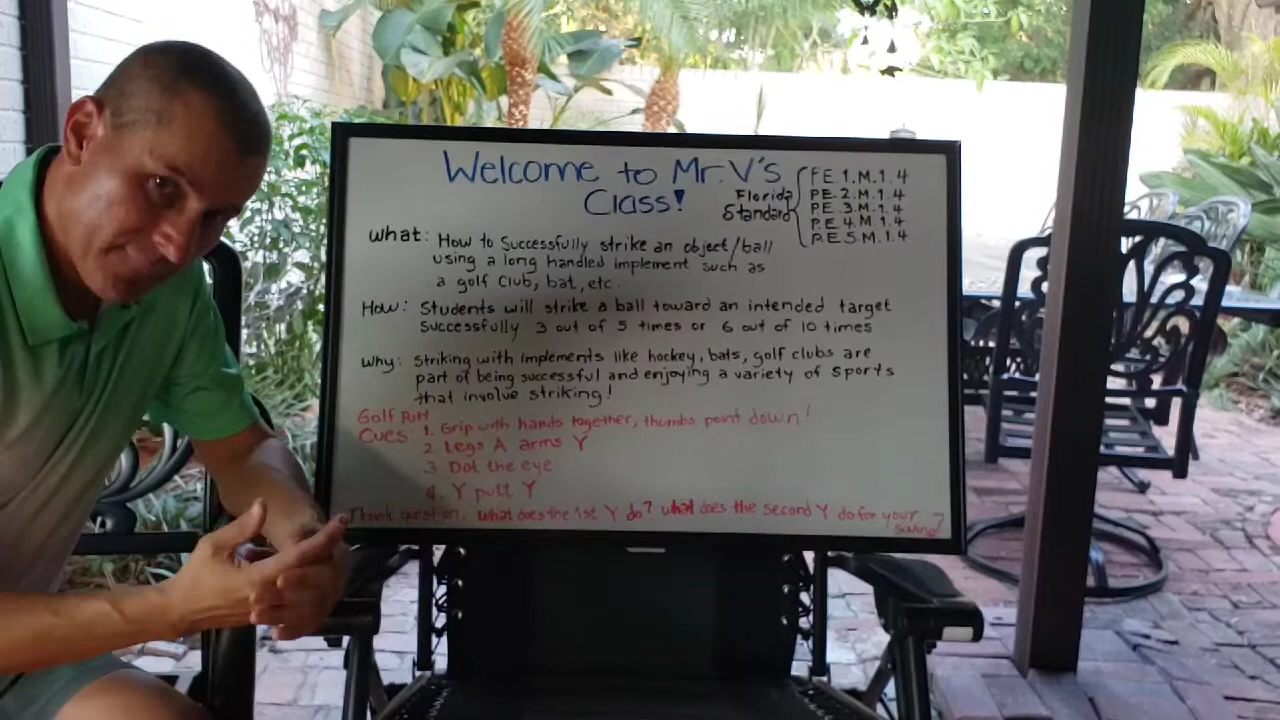 Welcome to Mr. V's
Class!
Florida
Standard
PE.1.M.1.4
PE.2.M.1.4
PE.3.M.1.4
PE.4.M.1.4
PE.5.M.1.4
What: How to successfully strike an object/ball
using a long handled implement such as
a golf club, bat, etc.
How: Students will strike a ball toward an intended target
successfully 3 out of 5 times or 6 out of 10 times
Why: Striking with implements like hockey, bats, golf clubs are
part of being successful and enjoying a variety of sports
that involve striking!
Golf Putt
Cues 1. Grip with hands together, thumbs point down!
2 Legs A arms Y
3 Dot the eye
4. Y putt Y
Think question: What does the 1st Y do? What does the second Y do for your
swing?